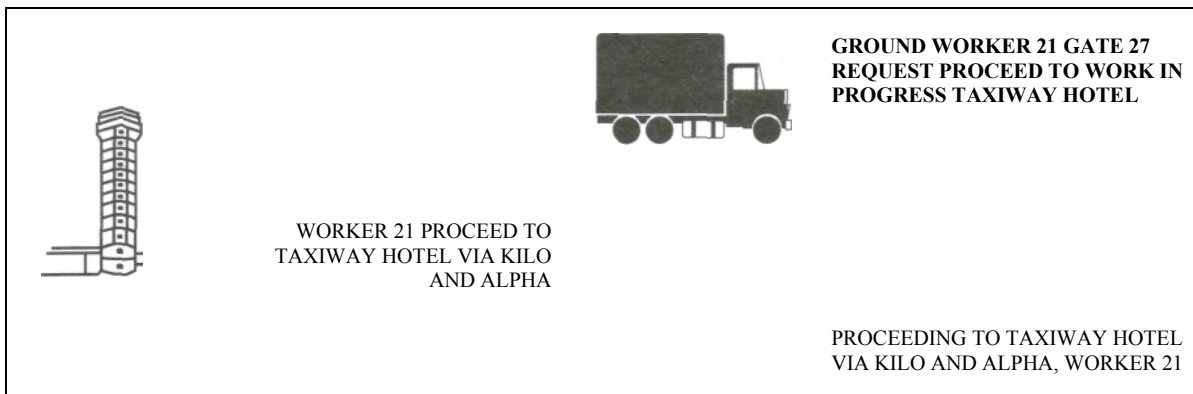 GROUND WORKER 21 GATE 27
REQUEST PROCEED TO WORK IN
PROGRESS TAXIWAY HOTEL
WORKER 21 PROCEED TO
TAXIWAY HOTEL VIA KILO
AND ALPHA
PROCEEDING TO TAXIWAY HOTEL
VIA KILO AND ALPHA, WORKER 21